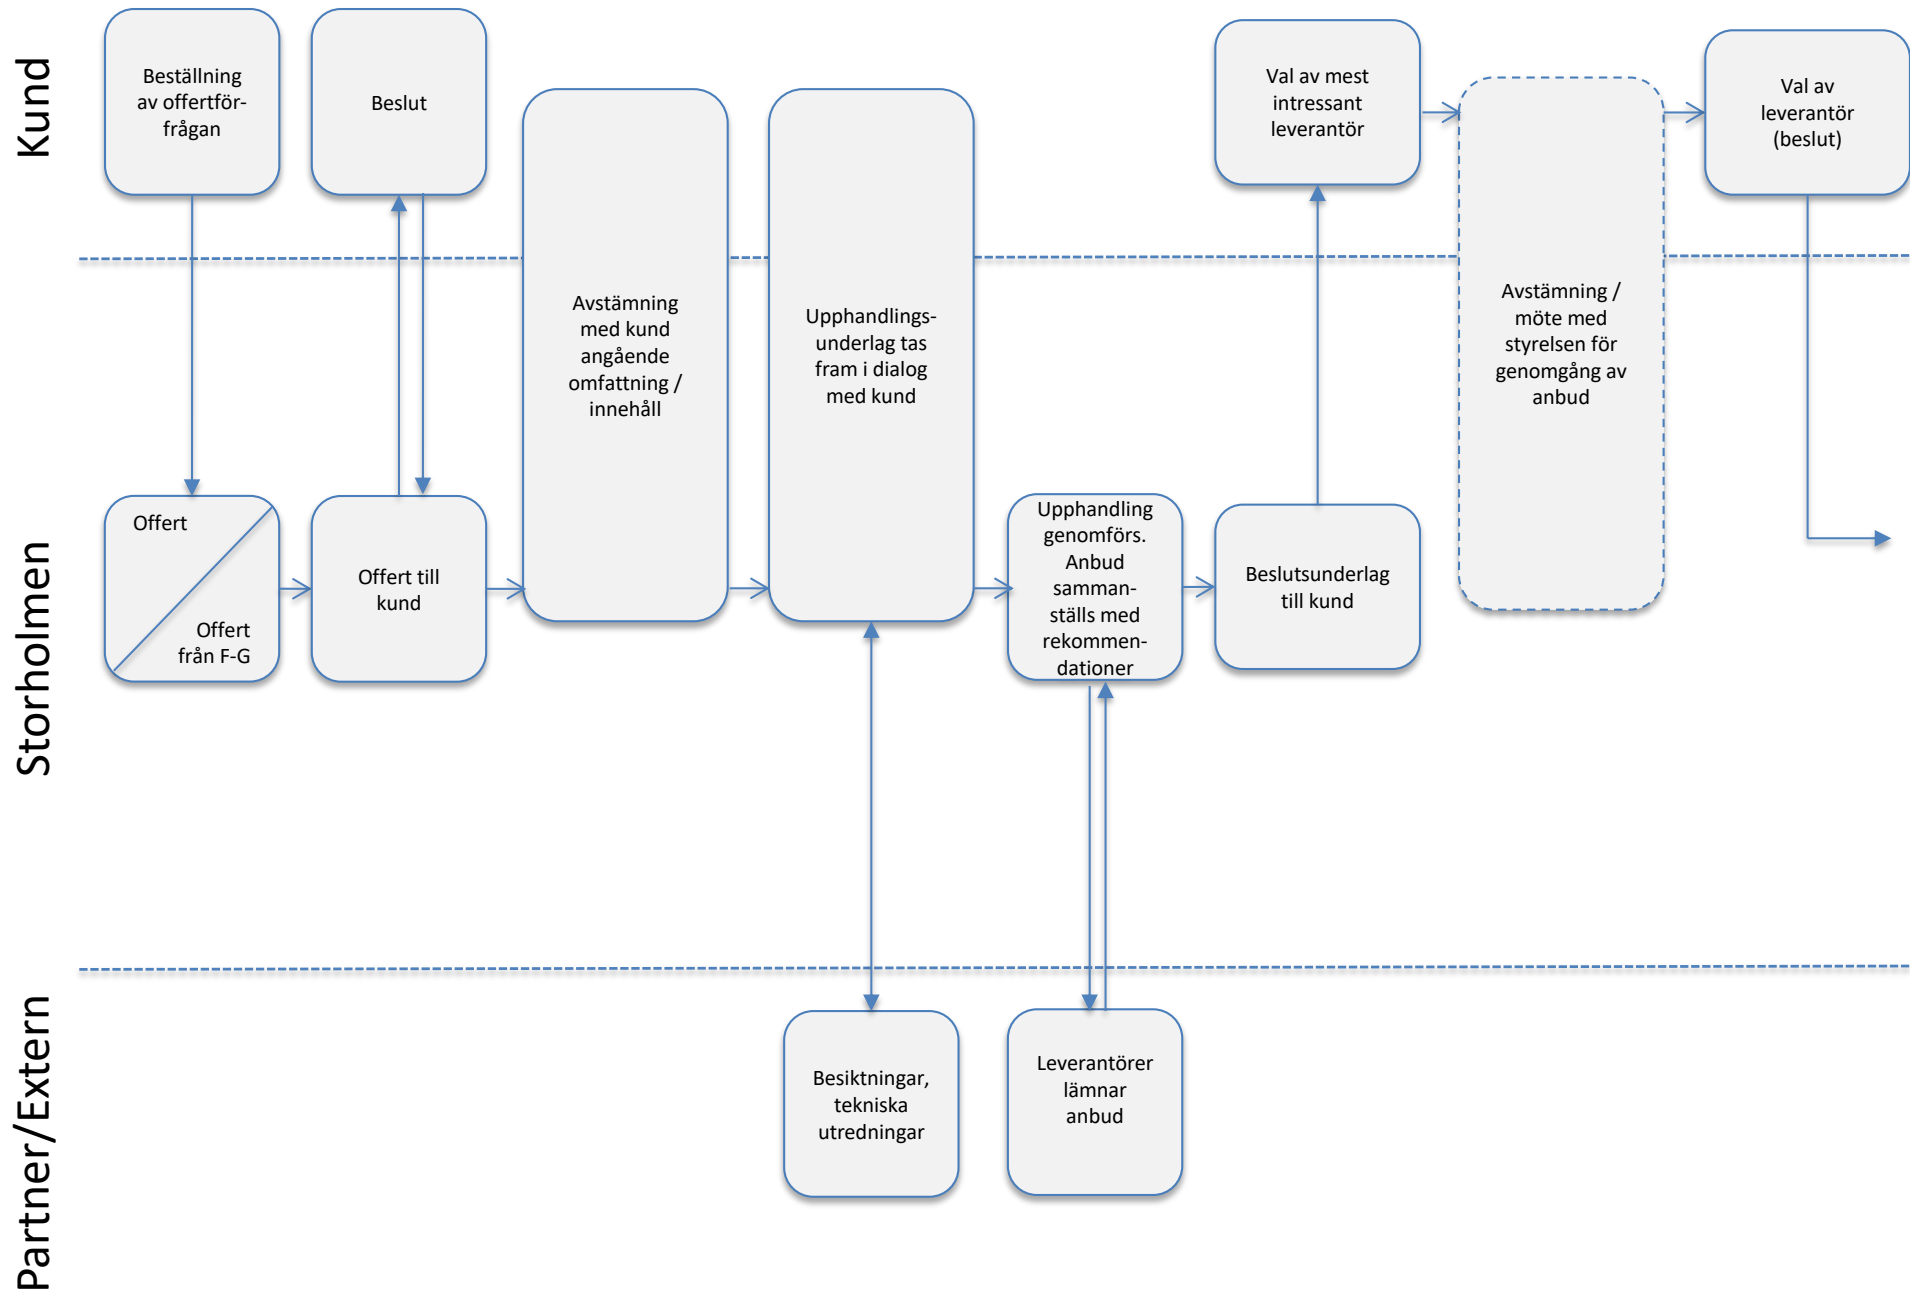 Kund
Beställning
av offertför-
frågan
Beslut
Val av mest
intressant
leverantör
Val av
leverantör
(beslut)
Avstämning
med kund
angående
omfattning /
innehåll
Upphandlings-
underlag tas
fram i dialog
med kund
Avstämning /
möte med
styrelsen för
genomgång av
anbud
Storholmen
Offert
Offert
från F-G
Offert till
kund
Upphandling
genomförs.
Anbud
samman-
ställs med
rekommen-
dationer
Beslutsunderlag
till kund
Partner/Extern
Besiktningar,
tekniska
utredningar
Leverantörer
lämnar
anbud